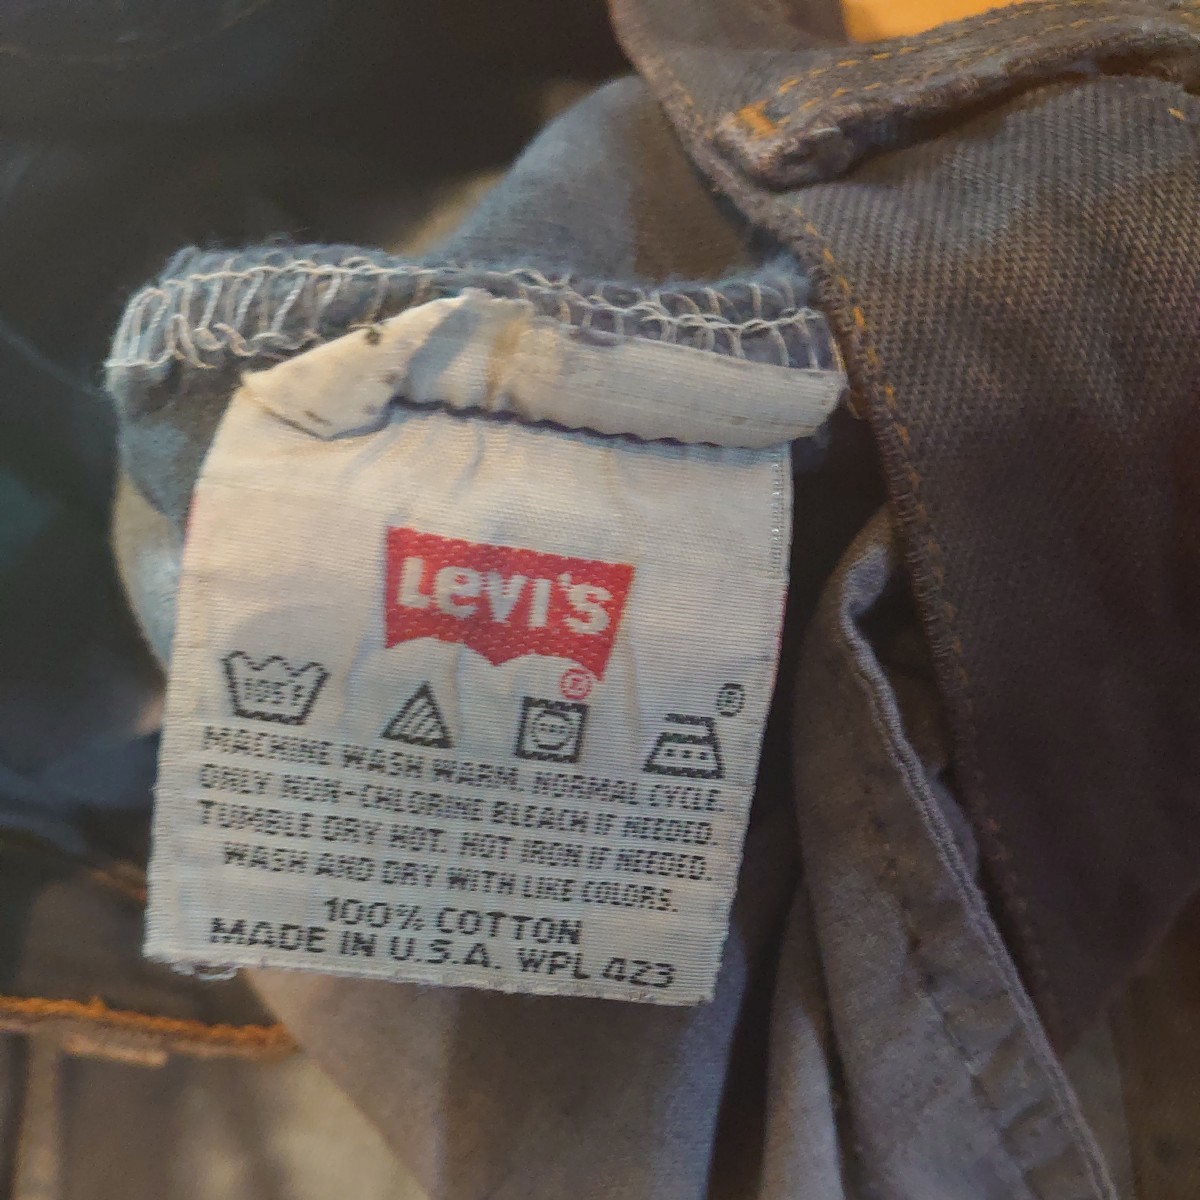 LEVI'S
®
105°F
®
MACHINE WASH WARM. NORMAL CYCLE.
ONLY NON-CHLORINE BLEACH IF NEEDED.
TUMBLE DRY HOT. HOT IRON IF NEEDED.
WASH AND DRY WITH LIKE COLORS.
100% COTTON
MADE IN U.S.A. WPL 423